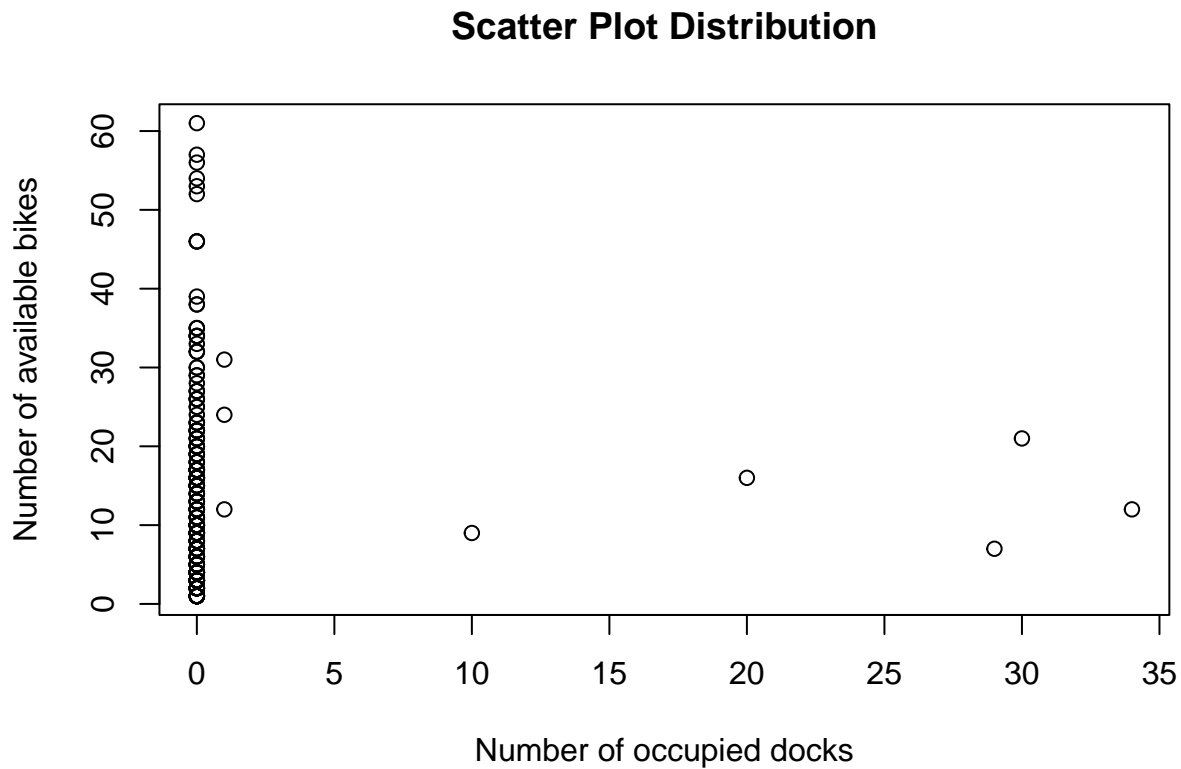 Scatter Plot Distribution
Number of available bikes
60
50
40
30
20
10
0
0 5 10 15 20 25 30 35
Number of occupied docks